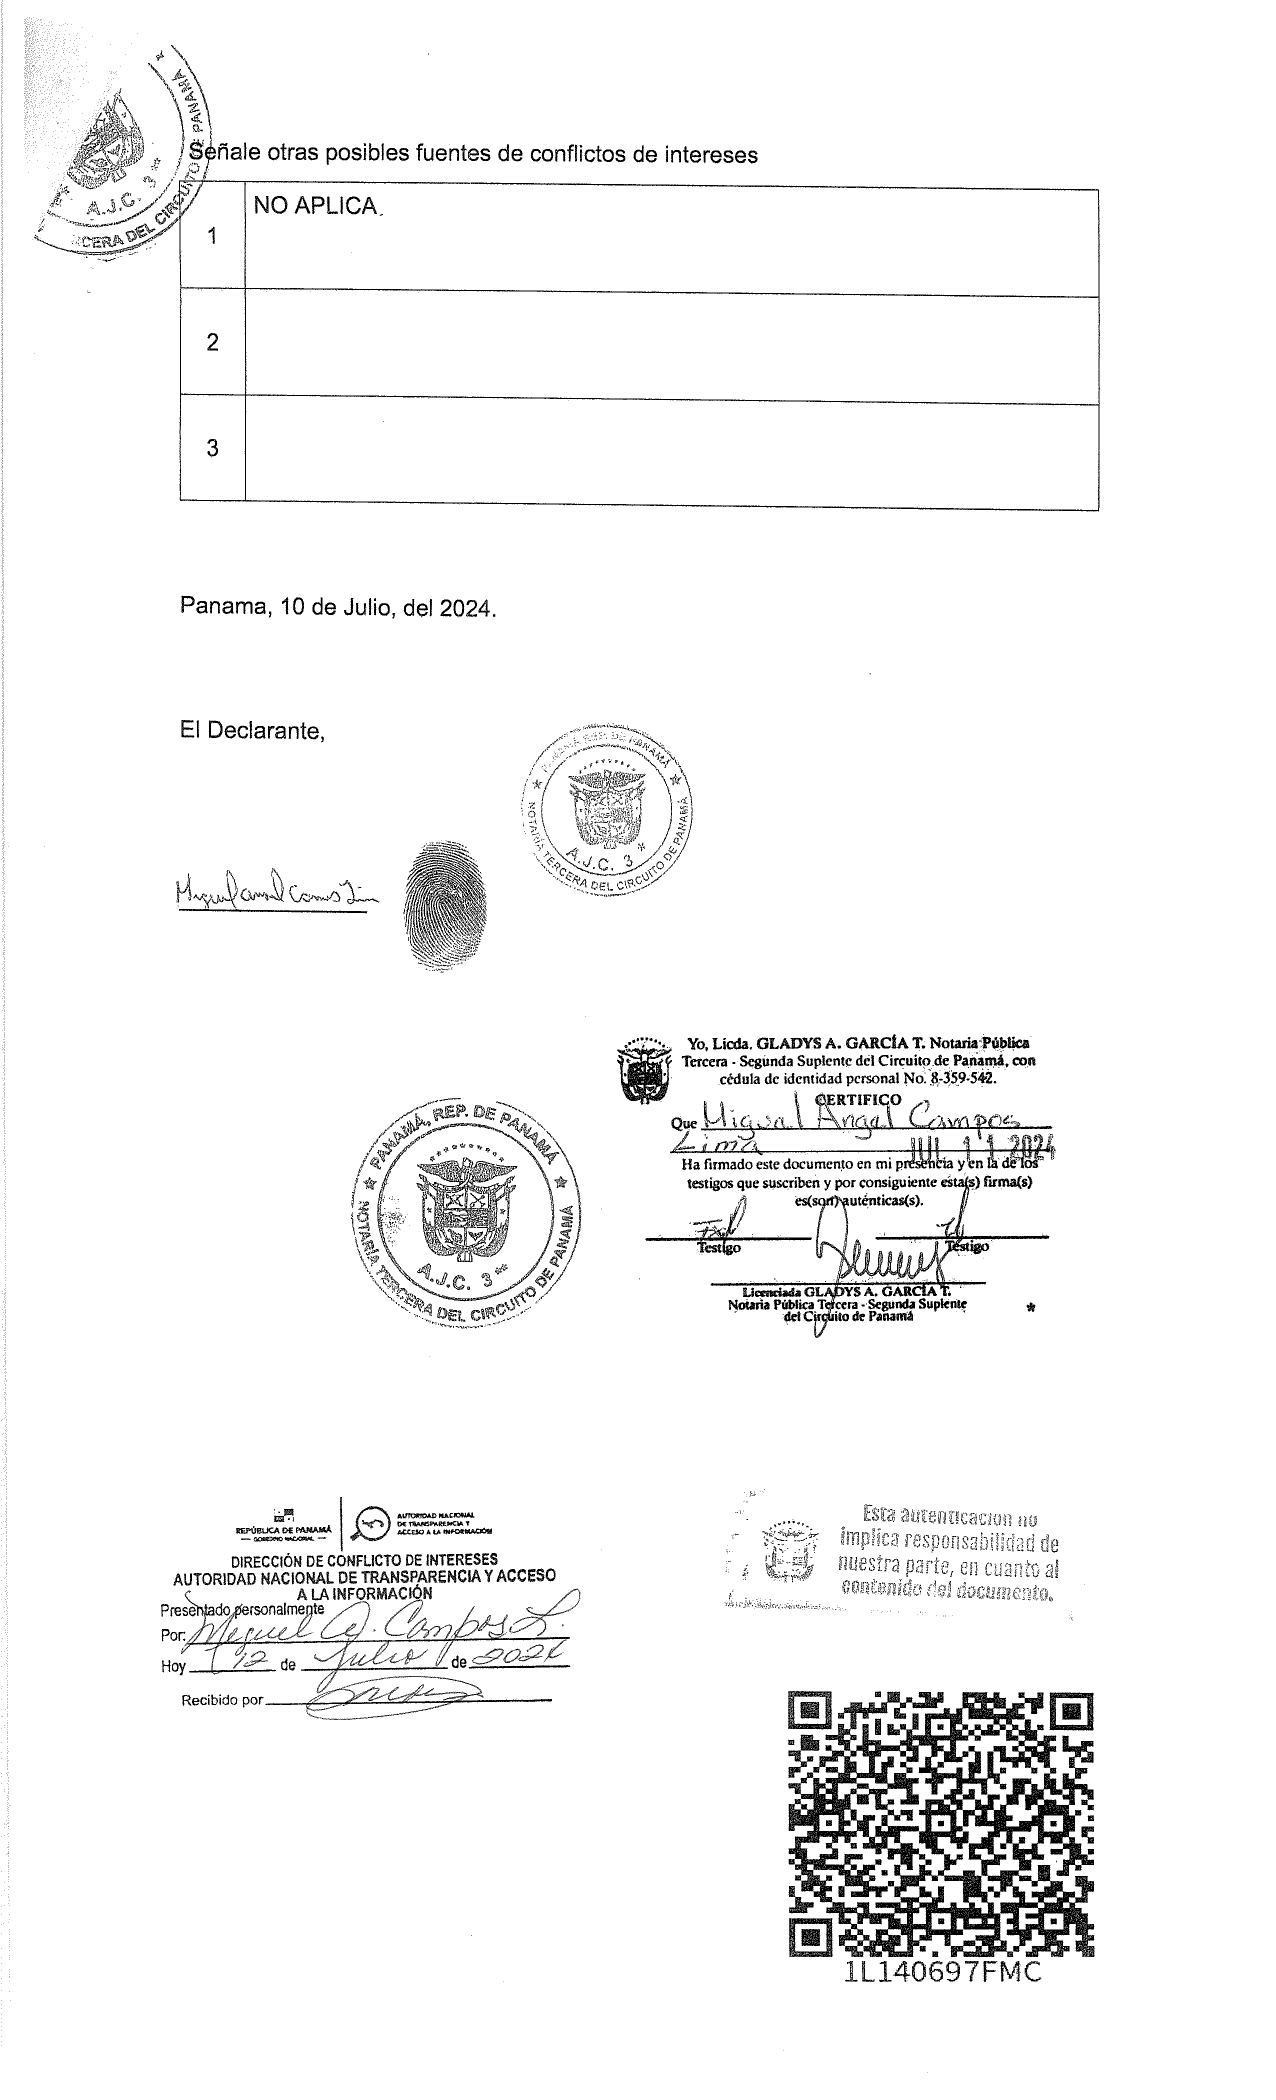 RCERA DEL CIRCUITO DE PANAMÁ
A.J.C. 3
Señale otras posibles fuentes de conflictos de intereses
1 NO APLICA.
2
3
Panama, 10 de Julio, del 2024.
El Declarante,
PANAMÁ REP. DE PANAMÁ
NOTARÍA TERCERA DEL CIRCUITO DE PANAMÁ
A.J.C. 3
Yo, Licda. GLADYS A. GARCÍA T. Notaria Pública
Tercera - Segunda Suplente del Circuito de Panamá, con
cédula de identidad personal No. 8-359-542.
CERTIFICO
Que Miguel Angel Campos
Lima JUL 11 2024
Ha firmado este documento en mi presencia y en la de los
testigos que suscriben y por consiguiente esta(s) firma(s)
es(son) auténticas(s).
Testigo Testigo
Licenciada GLADYS A. GARCÍA T.
Notaria Pública Tercera - Segunda Suplente
del Circuito de Panamá
PANAMÁ, REP. DE PANAMÁ
NOTARÍA TERCERA DEL CIRCUITO DE PANAMÁ
A.J.C. 3
REPÚBLICA DE PANAMÁ
— GOBIERNO NACIONAL —
AUTORIDAD NACIONAL
DE TRANSPARENCIA Y
ACCESO A LA INFORMACIÓN
DIRECCIÓN DE CONFLICTO DE INTERESES
AUTORIDAD NACIONAL DE TRANSPARENCIA Y ACCESO
A LA INFORMACIÓN
Presentado personalmente
Por: Miguel A. Campos L.
Hoy 12 de Julio de 2024
Recibido por
Esta autenticación no
implica responsabilidad de
nuestra parte, en cuanto al
contenido del documento.
1L140697FMC